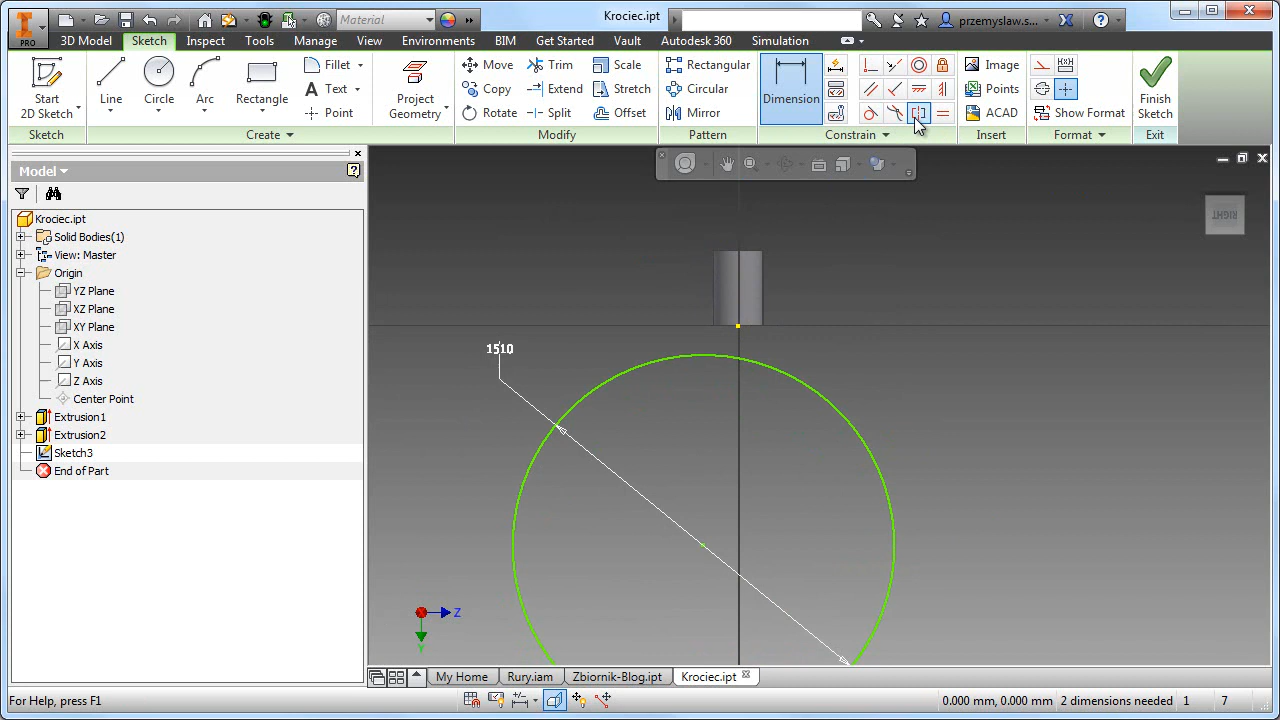 Krociec.ipt
Material
przemyslaw.s...
PRO
3D Model Sketch Inspect Tools Manage View Environments BIM Get Started Vault Autodesk 360 Simulation
Start
2D Sketch
Line
Circle
Arc
Rectangle
Fillet
Text
Point
Project
Geometry
Move
Trim
Scale
Copy
Extend
Stretch
Rotate
Split
Offset
Rectangular
Circular
Mirror
Dimension
Image
Points
ACAD
Show Format
Finish
Sketch
Sketch
Create
Modify
Pattern
Constrain
Insert
Format
Exit
Model
Krociec.ipt
Solid Bodies(1)
View: Master
Origin
YZ Plane
XZ Plane
XY Plane
X Axis
Y Axis
Z Axis
Center Point
Extrusion1
Extrusion2
Sketch3
End of Part
RIGHT
1510
Z
Y
My Home Rury.iam Zbiornik-Blog.ipt Krociec.ipt
For Help, press F1
0.000 mm, 0.000 mm 2 dimensions needed 1 7